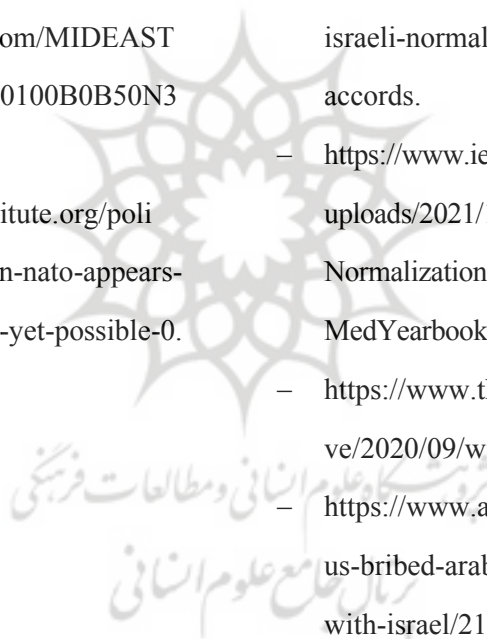 om/MIDEAST
0100B0B50N3
itute.org/poli
n-nato-appears-
-yet-possible-0.
israeli-normal
accords.
– https://www.ie
uploads/2021/
Normalization
MedYearbook
– https://www.tl
ve/2020/09/w
– https://www.a
us-bribed-arab
with-israel/21
پژوهشگاه علوم انسانی و مطالعات فرهنگی
پرتال جامع علوم انسانی